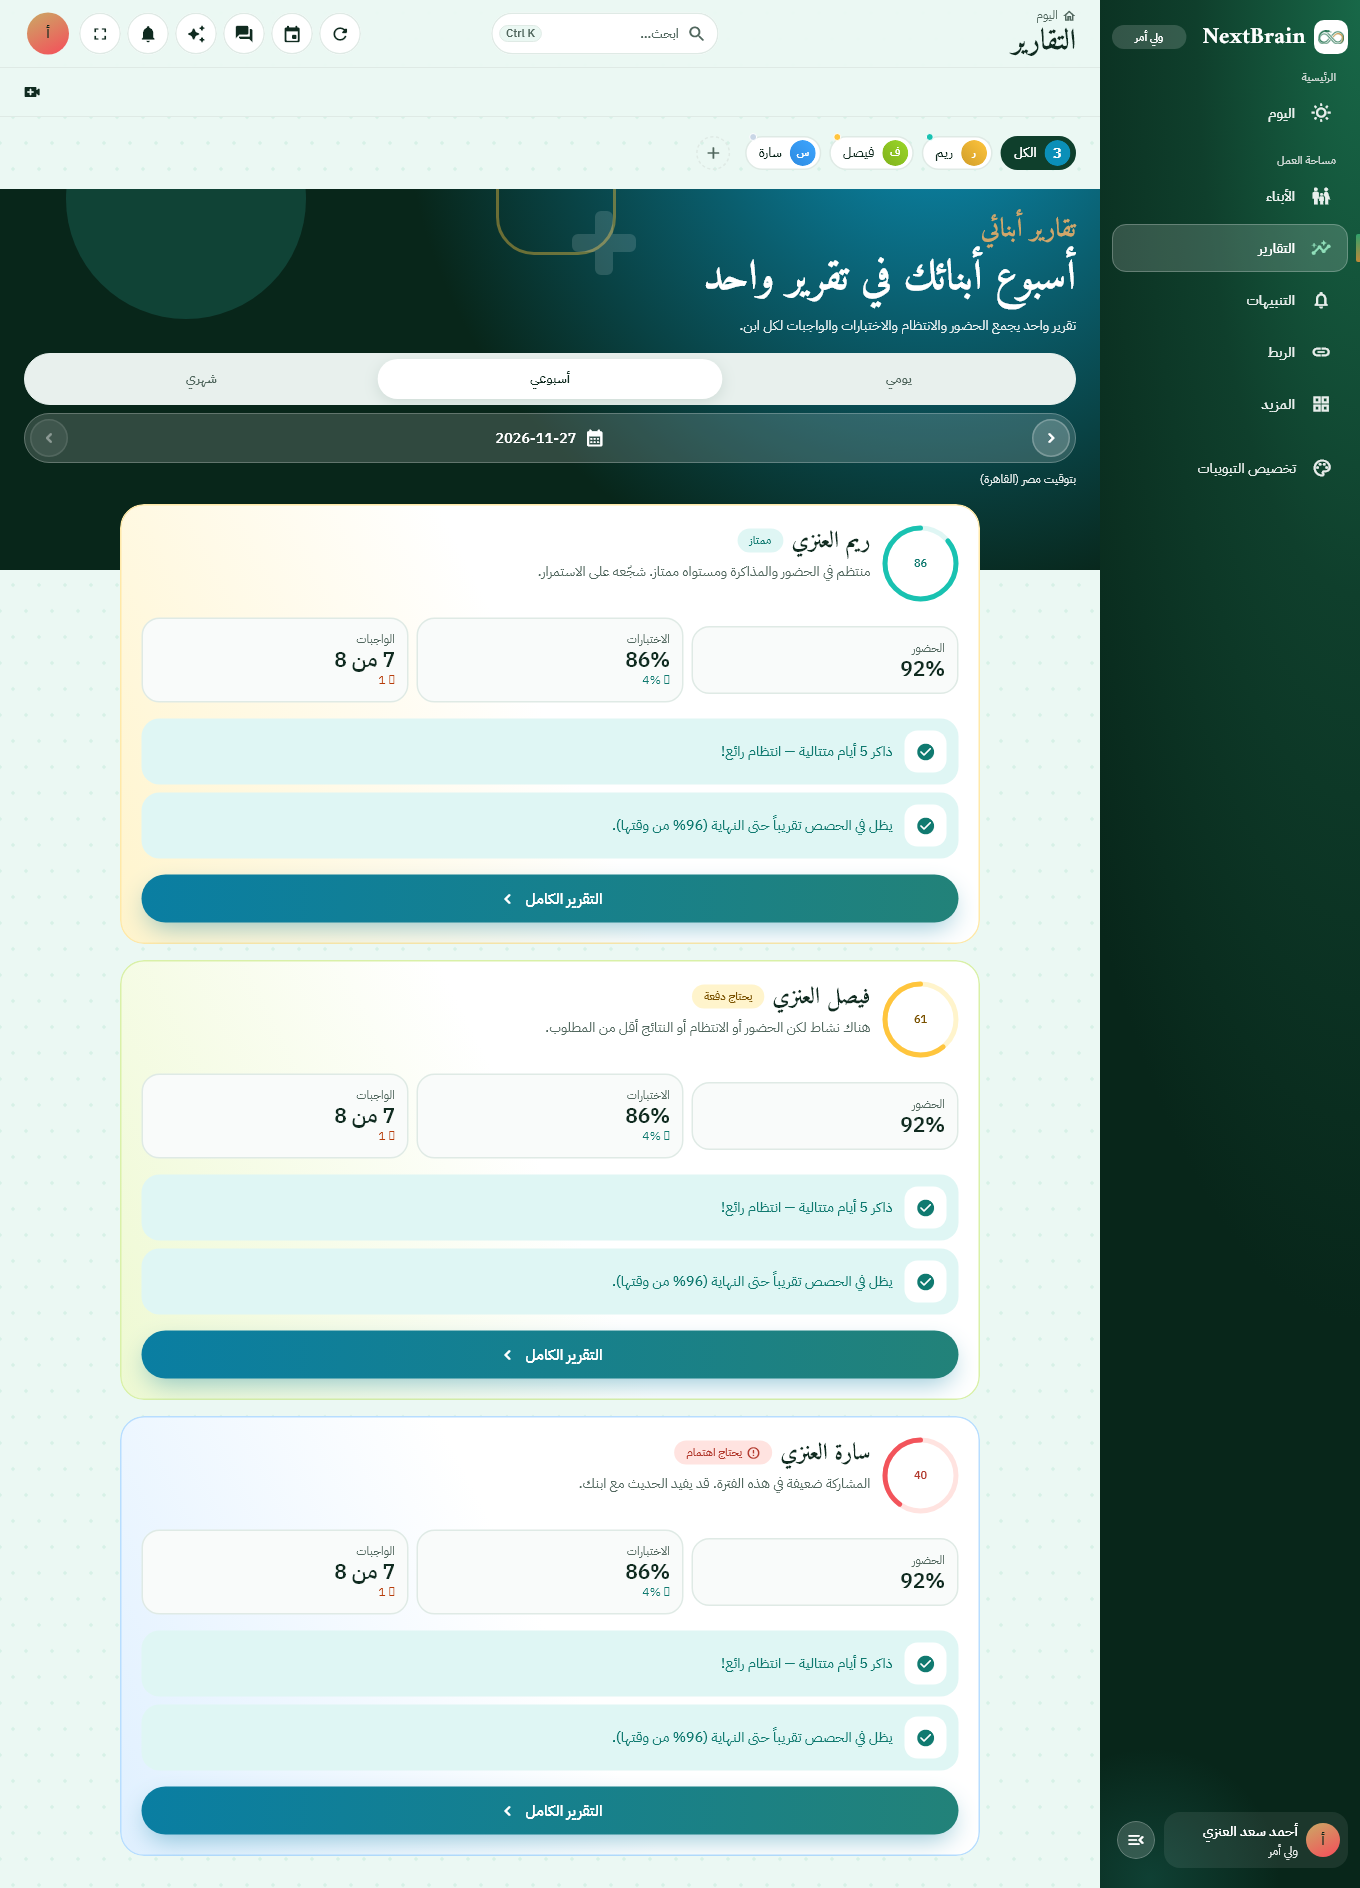 NextBrain
ولي أمر
الرئيسية
اليوم
مساحة العمل
الأبناء
التقارير
التنبيهات
الربط
المزيد
تخصيص التبويبات
أحمد سعد العنزي
ولي أمر
أ
اليوم
التقارير
ابحث...
Ctrl K
أ
3 الكل
ر ريم
ف فيصل
س سارة
تقارير أبنائي
أسبوع أبنائك في تقرير واحد
تقرير واحد يجمع الحضور والانتظام والاختبارات والواجبات لكل ابن.
يومي
أسبوعي
شهري
2026-11-27
بتوقيت مصر (القاهرة)
86
ريم العنزي
ممتاز
منتظم في الحضور والمذاكرة ومستواه ممتاز. شجّعه على الاستمرار.
الحضور
92%
الاختبارات
86%
4%
الواجبات
7 من 8
1
ذاكر 5 أيام متتالية — انتظام رائع!
يظل في الحصص تقريباً حتى النهاية (96% من وقتها).
التقرير الكامل
61
فيصل العنزي
يحتاج دفعة
هناك نشاط لكن الحضور أو الانتظام أو النتائج أقل من المطلوب.
الحضور
92%
الاختبارات
86%
4%
الواجبات
7 من 8
1
ذاكر 5 أيام متتالية — انتظام رائع!
يظل في الحصص تقريباً حتى النهاية (96% من وقتها).
التقرير الكامل
40
سارة العنزي
يحتاج اهتمام
المشاركة ضعيفة في هذه الفترة. قد يفيد الحديث مع ابنك.
الحضور
92%
الاختبارات
86%
4%
الواجبات
7 من 8
1
ذاكر 5 أيام متتالية — انتظام رائع!
يظل في الحصص تقريباً حتى النهاية (96% من وقتها).
التقرير الكامل